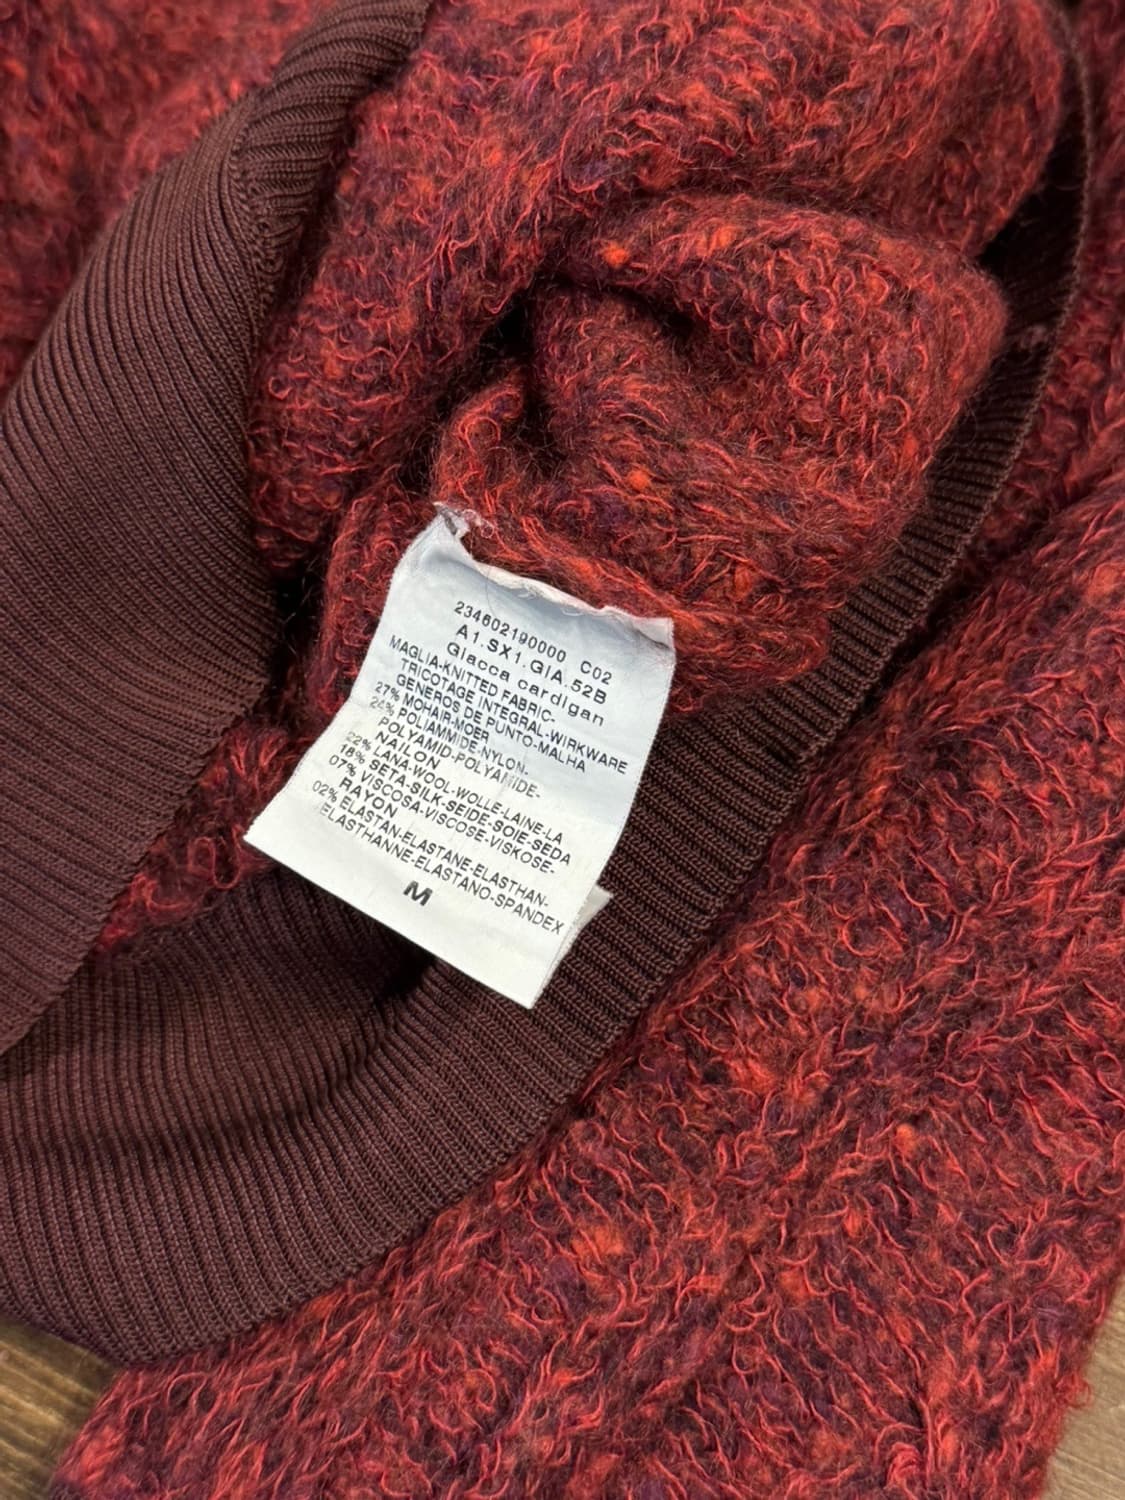 234602190000 C02
A1.SX1.GIA.52B
Giacca cardigan
MAGLIA-KNITTED FABRIC-
TRICOTAGE INTEGRAL-WIRKWARE
GENEROS DE PUNTO-MALHA
27% MOHAIR-MOER
24% POLIAMMIDE-NYLON-
POLYAMID-POLYAMIDE-
NAILON
22% LANA-WOOL-WOLLE-LAINE-LA
18% SETA-SILK-SEIDE-SOIE-SEDA
07% VISCOSA-VISCOSE-VISKOSE-
RAYON
02% ELASTAN-ELASTANE-ELASTHAN-
ELASTHANNE-ELASTANO-SPANDEX
M